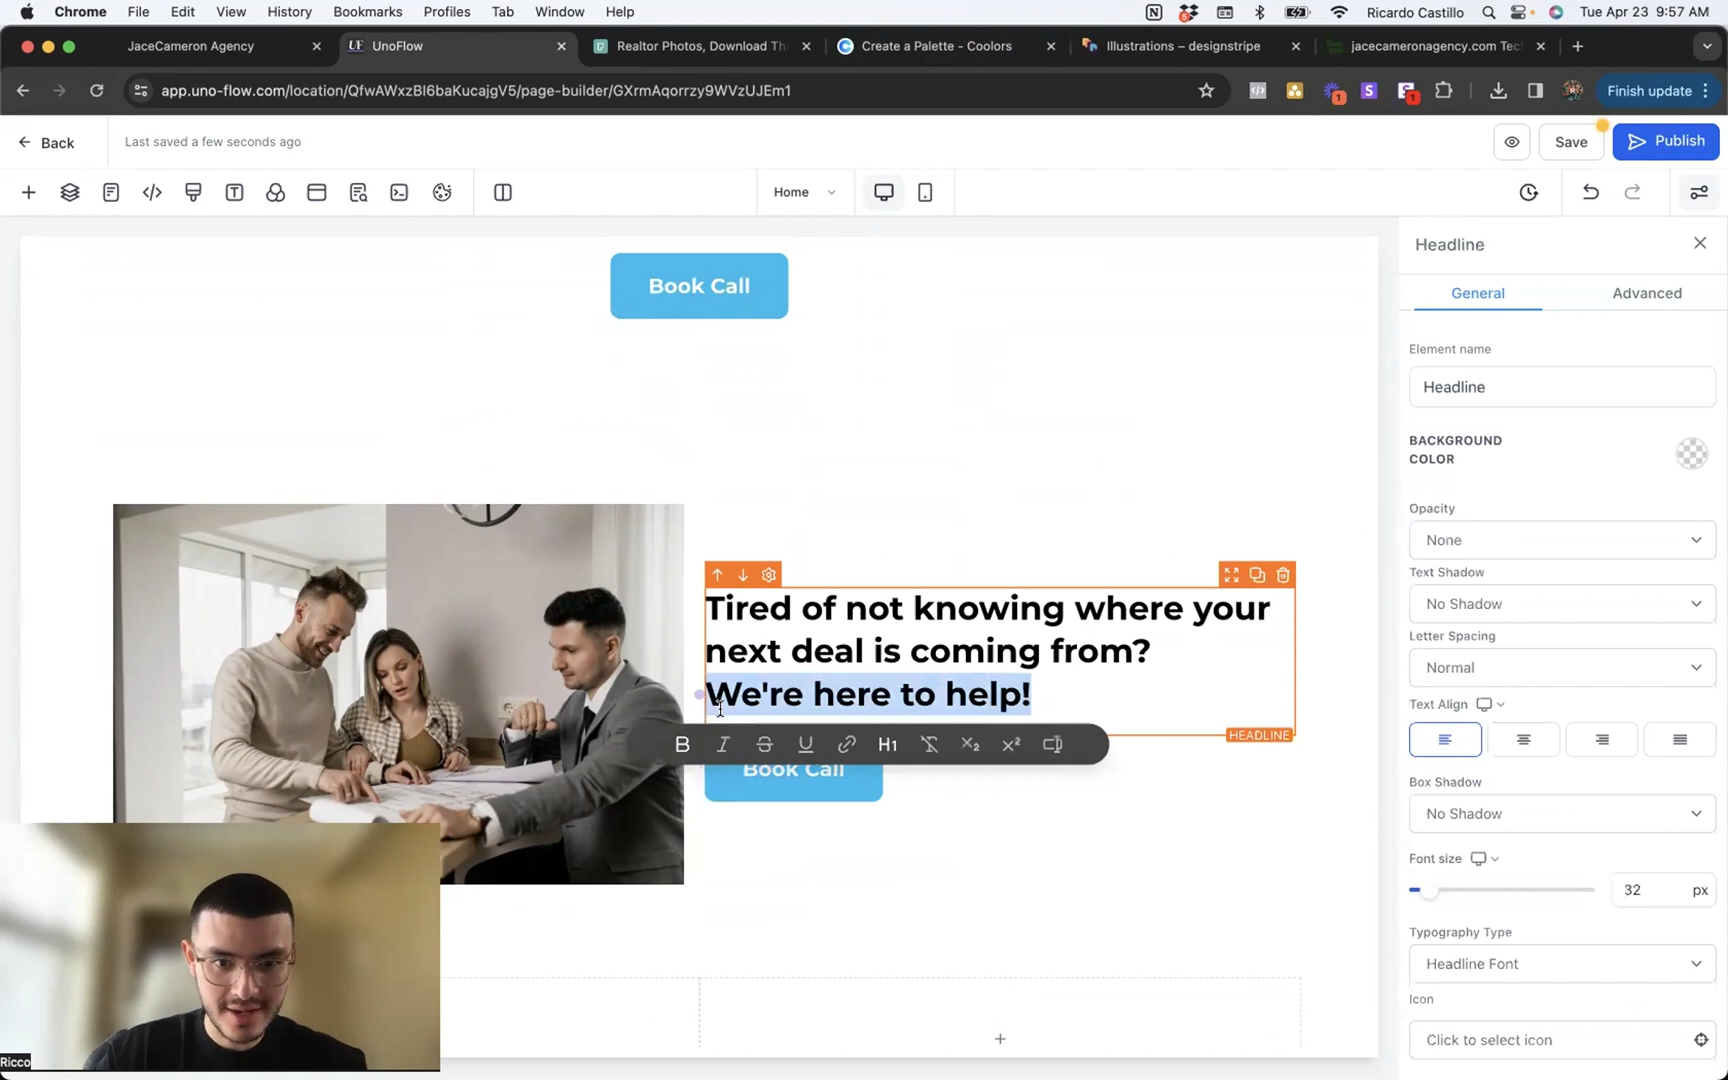 Chrome File Edit View History Bookmarks Profiles Tab Window Help
Ricardo Castillo Tue Apr 23 9:57 AM
JaceCameron Agency
UF UnoFlow
Realtor Photos, Download Th
Create a Palette - Coolors
Illustrations – designstripe
jacecameronagency.com Tec
app.uno-flow.com/location/QfwAWxzBl6baKucajgV5/page-builder/GXrmAqorrzy9WVzUJEm1
Finish update
Back
Last saved a few seconds ago
Save
Publish
Home
Book Call
Tired of not knowing where your
next deal is coming from?
We're here to help!
HEADLINE
B I S U H1 X₂ X²
Book Call
Headline
General
Advanced
Element name
Headline
BACKGROUND
COLOR
Opacity
None
Text Shadow
No Shadow
Letter Spacing
Normal
Text Align
Box Shadow
No Shadow
Font size
32 px
Typography Type
Headline Font
Icon
Click to select icon
Ricco